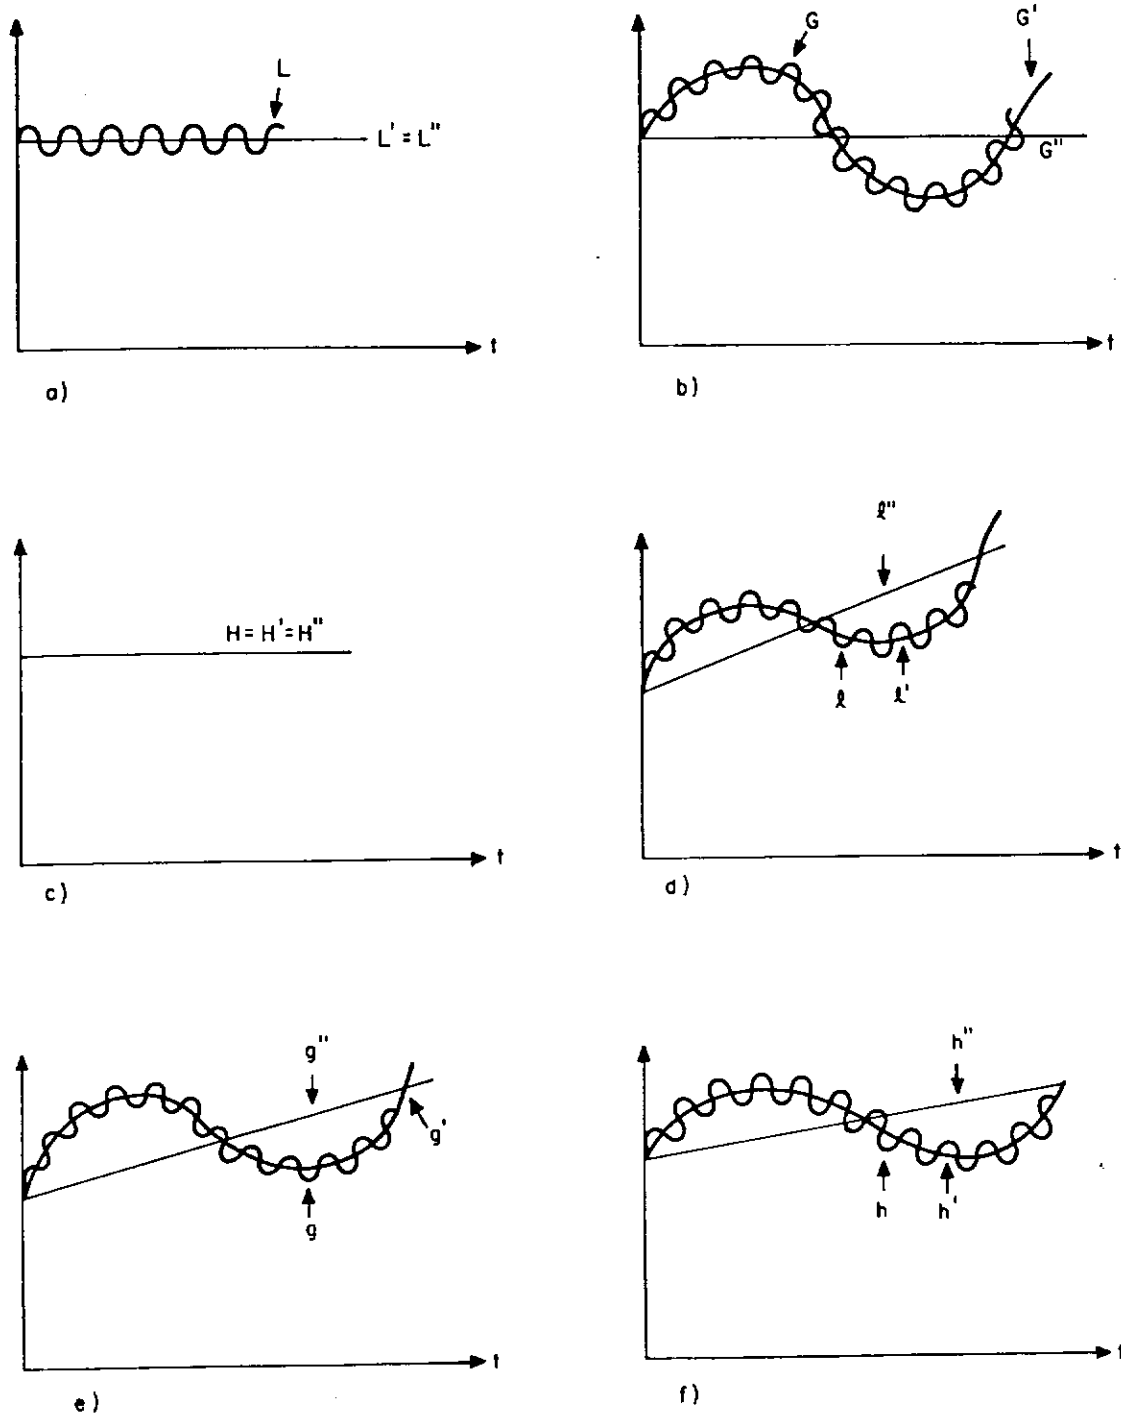 L
L' = L"
t
a)
G
G'
G"
t
b)
H = H' = H"
t
c)
ℓ"
ℓ
ℓ'
t
d)
g"
g'
g
t
e)
h"
h
h'
t
f)